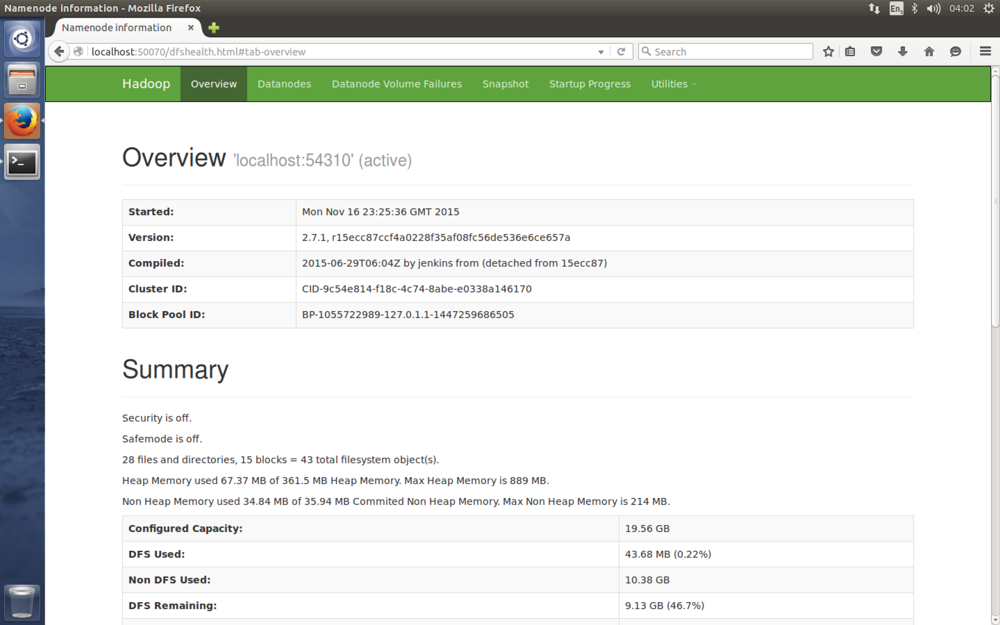 Namenode information - Mozilla Firefox
En3
04:02
Namenode information
localhost:50070/dfshealth.html#tab-overview
Search
Hadoop Overview Datanodes Datanode Volume Failures Snapshot Startup Progress Utilities
Overview 'localhost:54310' (active)
Started: Mon Nov 16 23:25:36 GMT 2015
Version: 2.7.1, r15ecc87ccf4a0228f35af08fc56de536e6ce657a
Compiled: 2015-06-29T06:04Z by jenkins from (detached from 15ecc87)
Cluster ID: CID-9c54e814-f18c-4c74-8abe-e0338a146170
Block Pool ID: BP-1055722989-127.0.1.1-1447259686505
Summary
Security is off.
Safemode is off.
28 files and directories, 15 blocks = 43 total filesystem object(s).
Heap Memory used 67.37 MB of 361.5 MB Heap Memory. Max Heap Memory is 889 MB.
Non Heap Memory used 34.84 MB of 35.94 MB Commited Non Heap Memory. Max Non Heap Memory is 214 MB.
Configured Capacity: 19.56 GB
DFS Used: 43.68 MB (0.22%)
Non DFS Used: 10.38 GB
DFS Remaining: 9.13 GB (46.7%)